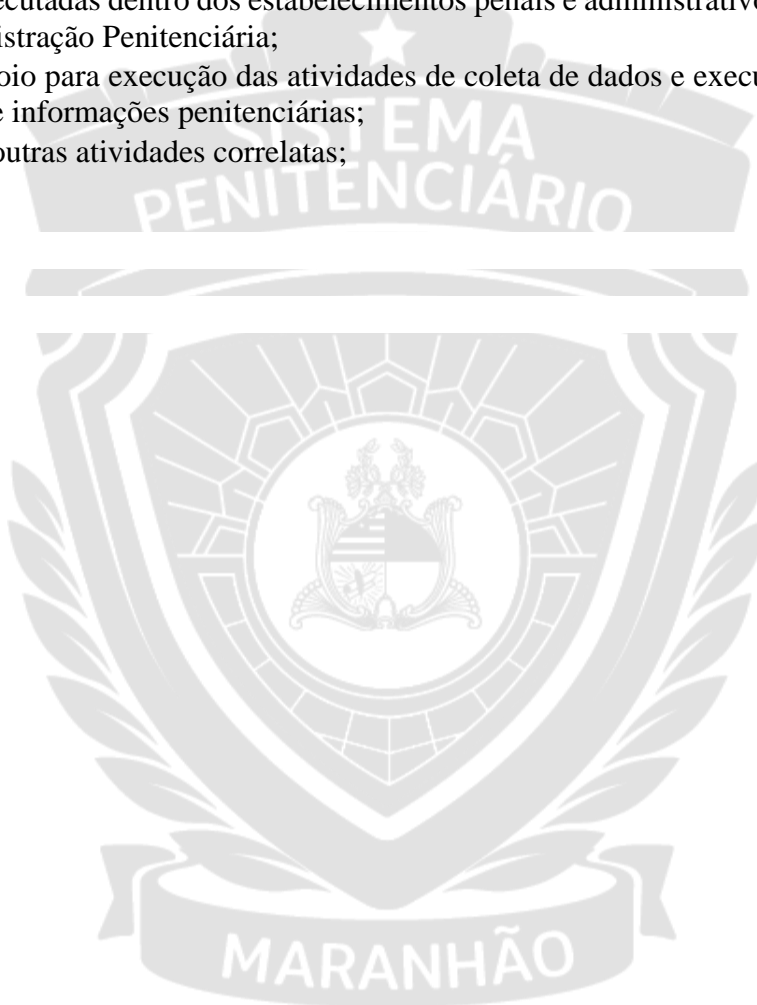 ecutadas dentro dos estabelecimentos penais e administrativo
istração Penitenciária;
oio para execução das atividades de coleta de dados e execu
e informações penitenciárias;
outras atividades correlatas;
SISTEMA
PENITENCIÁRIO
MARANHÃO